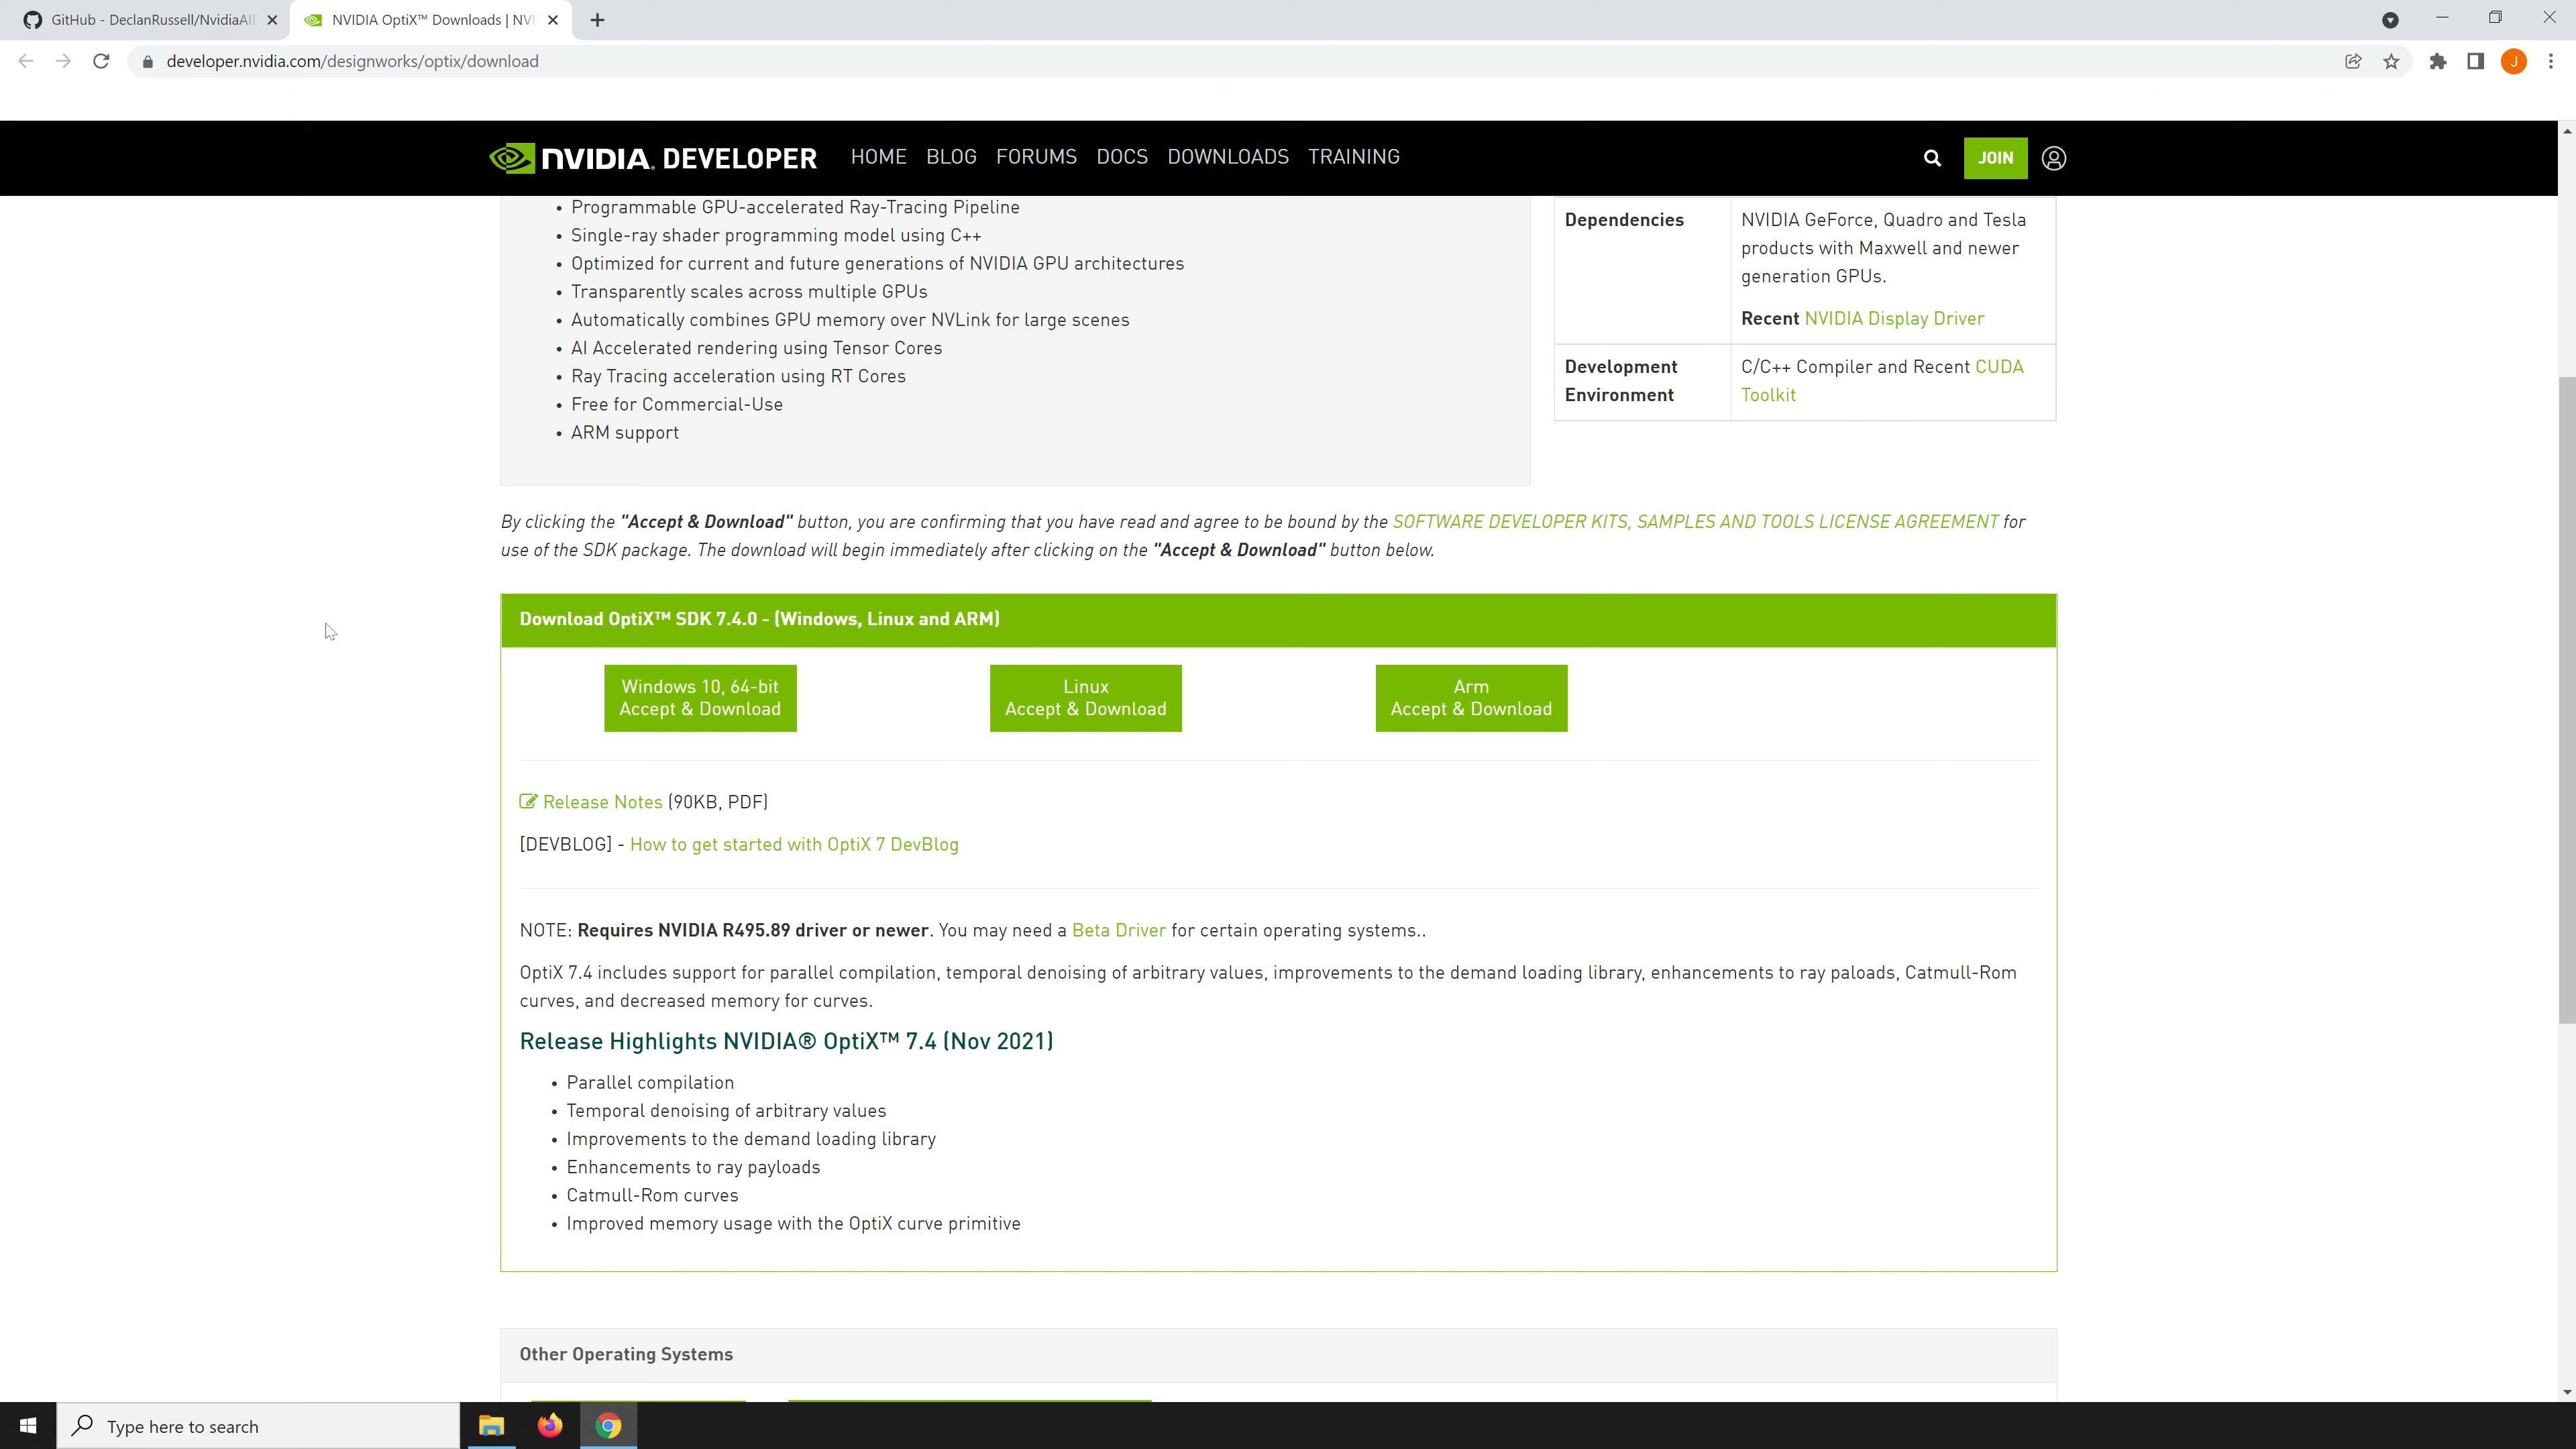 GitHub - DeclanRussell/NvidiaAI
NVIDIA OptiX™ Downloads | NVI
developer.nvidia.com/designworks/optix/download
J
NVIDIA. DEVELOPER
HOME BLOG FORUMS DOCS DOWNLOADS TRAINING
JOIN
• Programmable GPU-accelerated Ray-Tracing Pipeline
• Single-ray shader programming model using C++
• Optimized for current and future generations of NVIDIA GPU architectures
• Transparently scales across multiple GPUs
• Automatically combines GPU memory over NVLink for large scenes
• AI Accelerated rendering using Tensor Cores
• Ray Tracing acceleration using RT Cores
• Free for Commercial-Use
• ARM support
Dependencies
NVIDIA GeForce, Quadro and Tesla
products with Maxwell and newer
generation GPUs.
Recent NVIDIA Display Driver
Development
Environment
C/C++ Compiler and Recent CUDA
Toolkit
By clicking the "Accept & Download" button, you are confirming that you have read and agree to be bound by the SOFTWARE DEVELOPER KITS, SAMPLES AND TOOLS LICENSE AGREEMENT for
use of the SDK package. The download will begin immediately after clicking on the "Accept & Download" button below.
Download OptiX™ SDK 7.4.0 - (Windows, Linux and ARM)
Windows 10, 64-bit
Accept & Download
Linux
Accept & Download
Arm
Accept & Download
Release Notes (90KB, PDF)
[DEVBLOG] - How to get started with OptiX 7 DevBlog
NOTE: Requires NVIDIA R495.89 driver or newer. You may need a Beta Driver for certain operating systems..
OptiX 7.4 includes support for parallel compilation, temporal denoising of arbitrary values, improvements to the demand loading library, enhancements to ray paloads, Catmull-Rom
curves, and decreased memory for curves.
Release Highlights NVIDIA® OptiX™ 7.4 (Nov 2021)
• Parallel compilation
• Temporal denoising of arbitrary values
• Improvements to the demand loading library
• Enhancements to ray payloads
• Catmull-Rom curves
• Improved memory usage with the OptiX curve primitive
Other Operating Systems
Type here to search